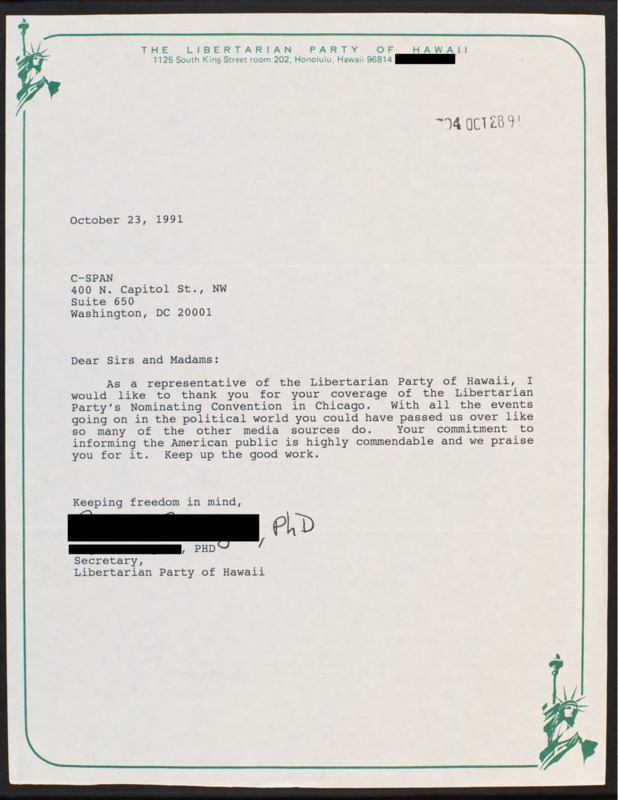 THE LIBERTARIAN PARTY OF HAWAII
1125 South King Street room 202, Honolulu, Hawaii 96814
OCT 28 9!
October 23, 1991
C-SPAN
400 N. Capitol St., NW
Suite 650
Washington, DC 20001
Dear Sirs and Madams:
As a representative of the Libertarian Party of Hawaii, I
would like to thank you for your coverage of the Libertarian
Party's Nominating Convention in Chicago. With all the events
going on in the political world you could have passed us over like
so many of the other media sources do. Your commitment to
informing the American public is highly commendable and we praise
you for it. Keep up the good work.
Keeping freedom in mind,
, PhD
, PHD
Secretary,
Libertarian Party of Hawaii